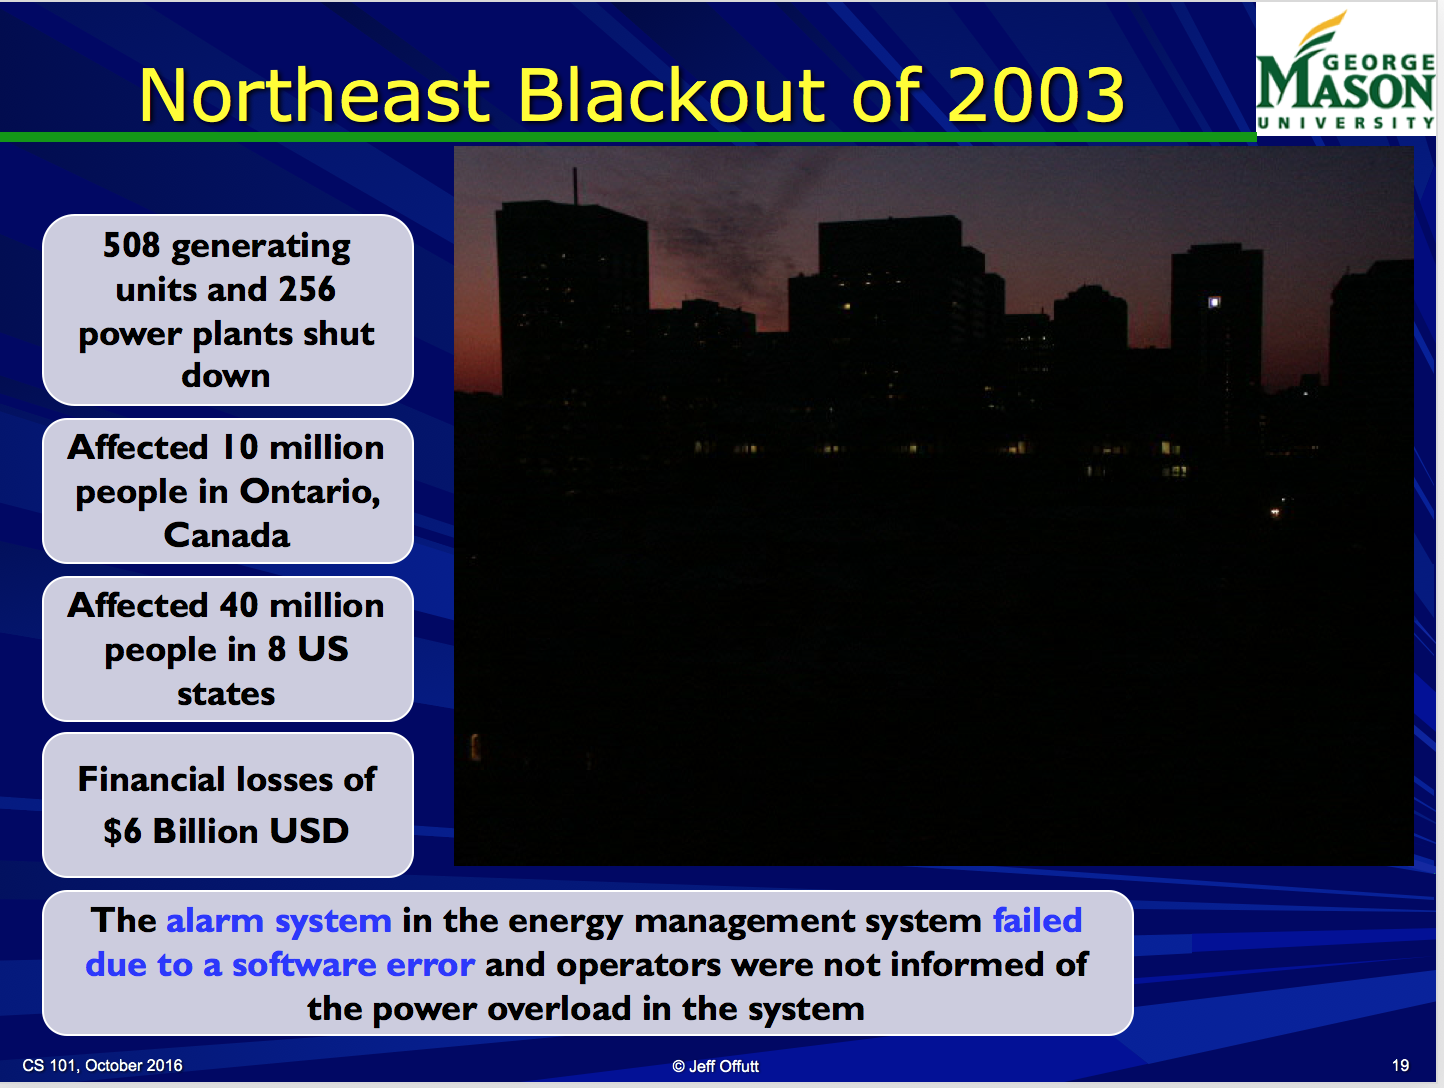 Northeast Blackout of 2003
GEORGE
MASON
UNIVERSITY
508 generating
units and 256
power plants shut
down
Affected 10 million
people in Ontario,
Canada
Affected 40 million
people in 8 US
states
Financial losses of
$6 Billion USD
The alarm system in the energy management system failed
due to a software error and operators were not informed of
the power overload in the system
CS 101, October 2016
© Jeff Offutt
19